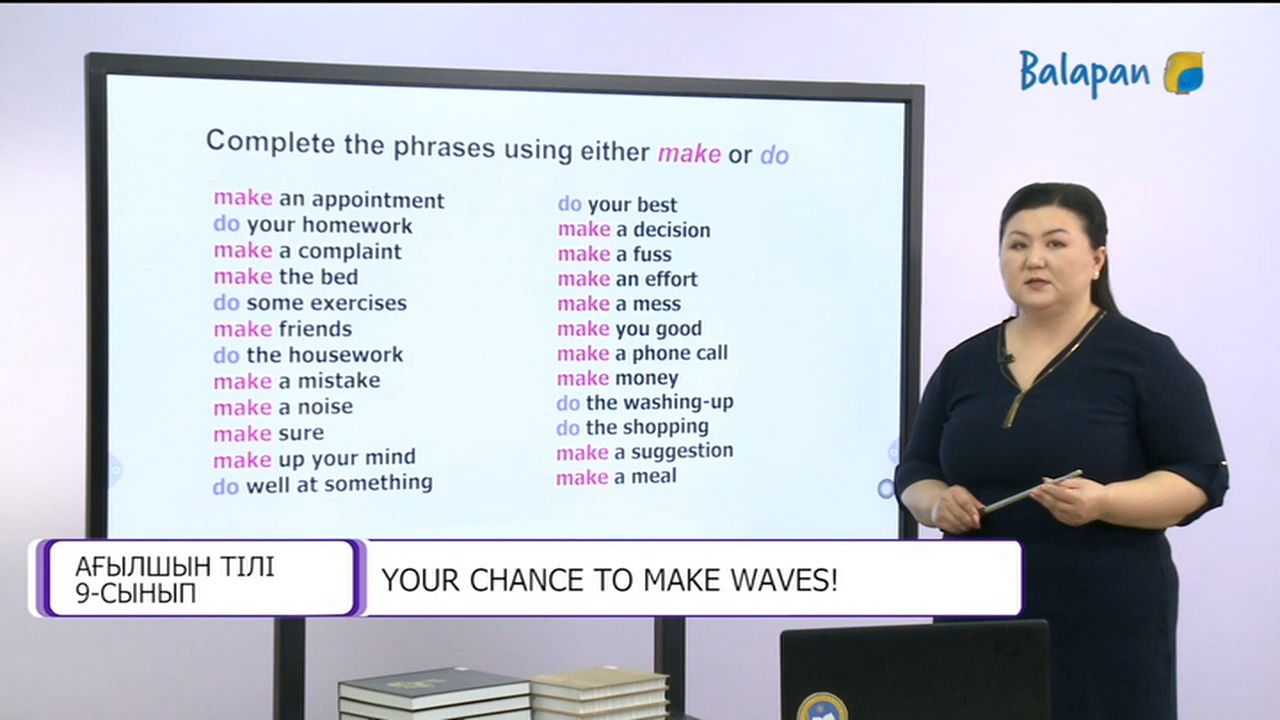 Balapan
Complete the phrases using either make or do
make an appointment
do your homework
make a complaint
make the bed
do some exercises
make friends
do the housework
make a mistake
make a noise
make sure
make up your mind
do well at something
do your best
make a decision
make a fuss
make an effort
make a mess
make you good
make a phone call
make money
do the washing-up
do the shopping
make a suggestion
make a meal
АҒЫЛШЫН ТІЛІ
9-СЫНЫП
YOUR CHANCE TO MAKE WAVES!